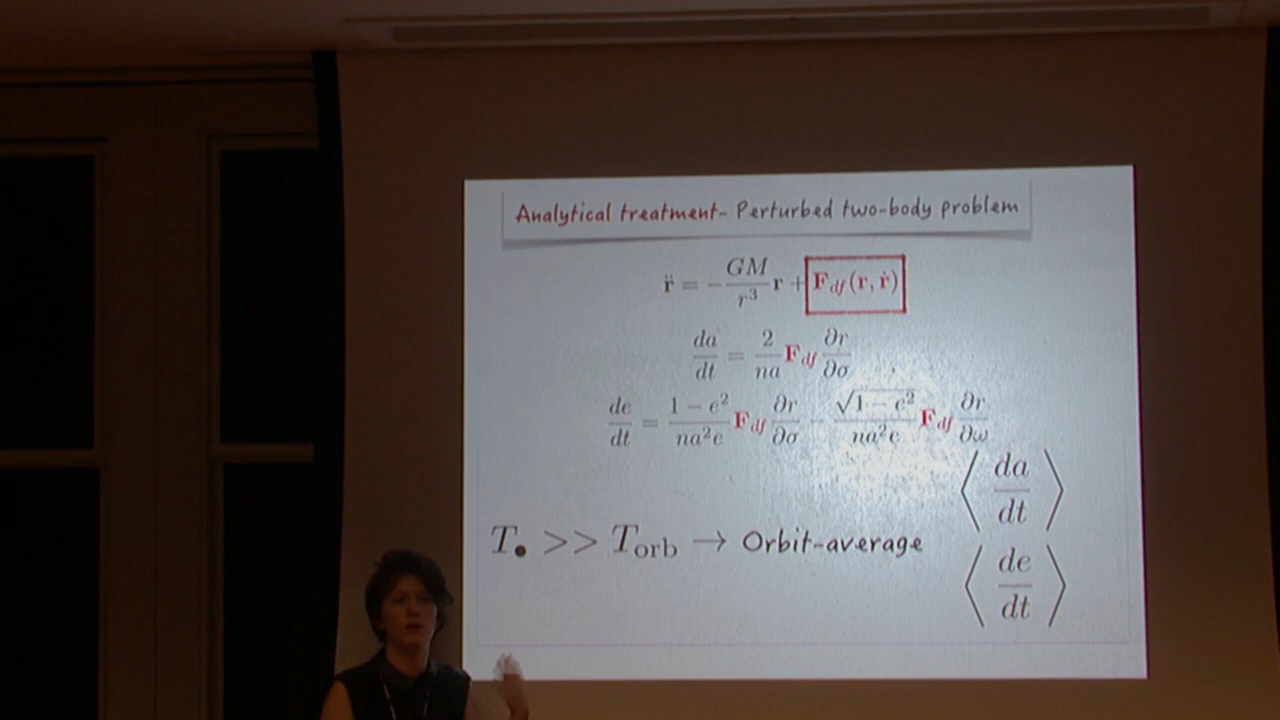 Analytical treatment- Perturbed two-body problem
r̈ = −GM/r³ r + F_df(r, ṙ)
da/dt = 2/na F_df ∂r/∂σ
de/dt = 1 − e²/na²e F_df ∂r/∂σ − √1 − e²/na²e F_df ∂r/∂ω
⟨da/dt⟩
T• >> Torb → Orbit-average
⟨de/dt⟩